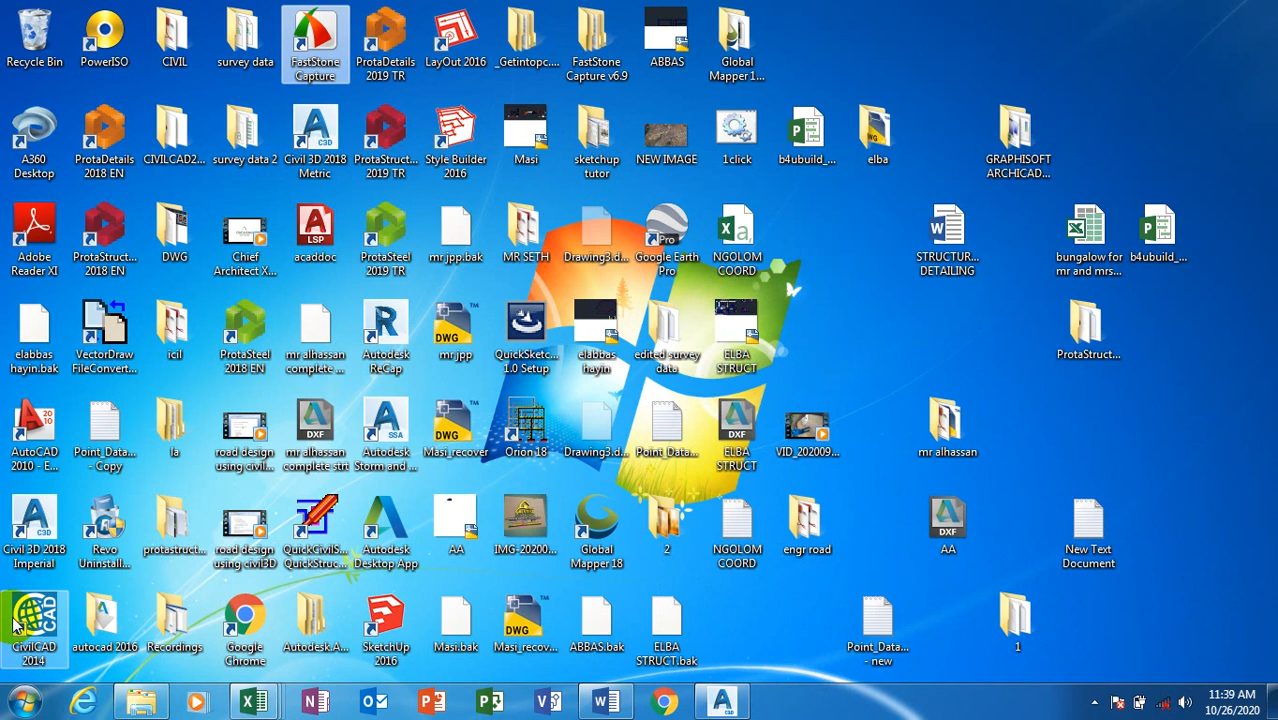 Recycle Bin
PowerISO
CIVIL
survey data
FastStone
Capture
ProtaDetails
2019 TR
LayOut 2016
_Getintopc....
FastStone
Capture v6.9
ABBAS
Global
Mapper 1...
A360
Desktop
ProtaDetails
2018 EN
CIVILCAD2...
survey data 2
Civil 3D 2018
Metric
ProtaStruct...
2019 TR
Style Builder
2016
Masi
sketchup
tutor
NEW IMAGE
1click
b4ubuild_...
elba
GRAPHISOFT
ARCHICAD...
Adobe
Reader XI
ProtaStruct...
2018 EN
DWG
Chief
Architect X...
acaddoc
ProtaSteel
2019 TR
mr jpp.bak
MR SETH
Drawing3.d...
Google Earth
Pro
NGOLOM
COORD
STRUCTUR...
DETAILING
bungalow for
mr and mrs...
b4ubuild_...
elabbas
hayin.bak
VectorDraw
FileConvert...
icil
ProtaSteel
2018 EN
mr alhassan
complete ...
Autodesk
ReCap
mr.jpp
QuickSketc...
1.0 Setup
elabbas
hayin
edited survey
data
ELBA
STRUCT
ProtaStruct...
AutoCAD
2010 - E...
Point_Data...
- Copy
la
road design
using civil...
mr alhassan
complete strt
Autodesk
Storm and ...
Masi_recover
Orion 18
Drawing3.d...
Point_Data...
ELBA
STRUCT
VID_202009...
mr alhassan
Civil 3D 2018
Imperial
Revo
Uninstall...
protastruct...
road design
using civil3D
QuickCivilS...
QuickStruc...
Autodesk
Desktop App
AA
IMG-20200...
Global
Mapper 18
2
NGOLOM
COORD
engr road
AA
New Text
Document
CivilCAD
2014
autocad 2016
Recordings
Google
Chrome
Autodesk.A...
SketchUp
2016
Masi.bak
Masi_recov...
ABBAS.bak
ELBA
STRUCT.bak
Point_Data...
- new
1
11:39 AM
10/26/2020